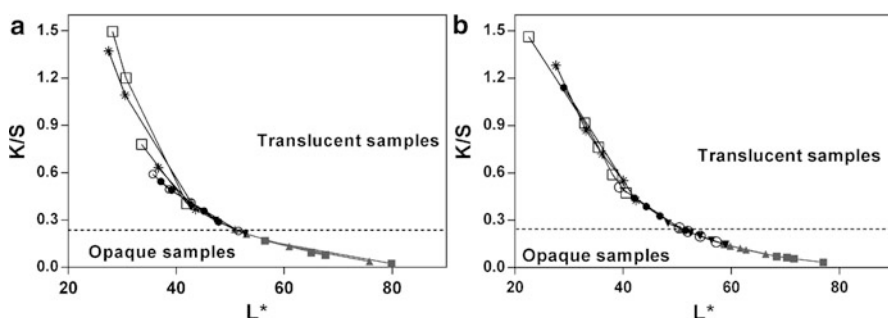 a
1.5
1.2
0.9
0.6
0.3
0.0
K/S
Translucent samples
Opaque samples
20 40 60 80
L*
b
1.5
1.2
0.9
0.6
0.3
0.0
K/S
Translucent samples
Opaque samples
20 40 60 80
L*